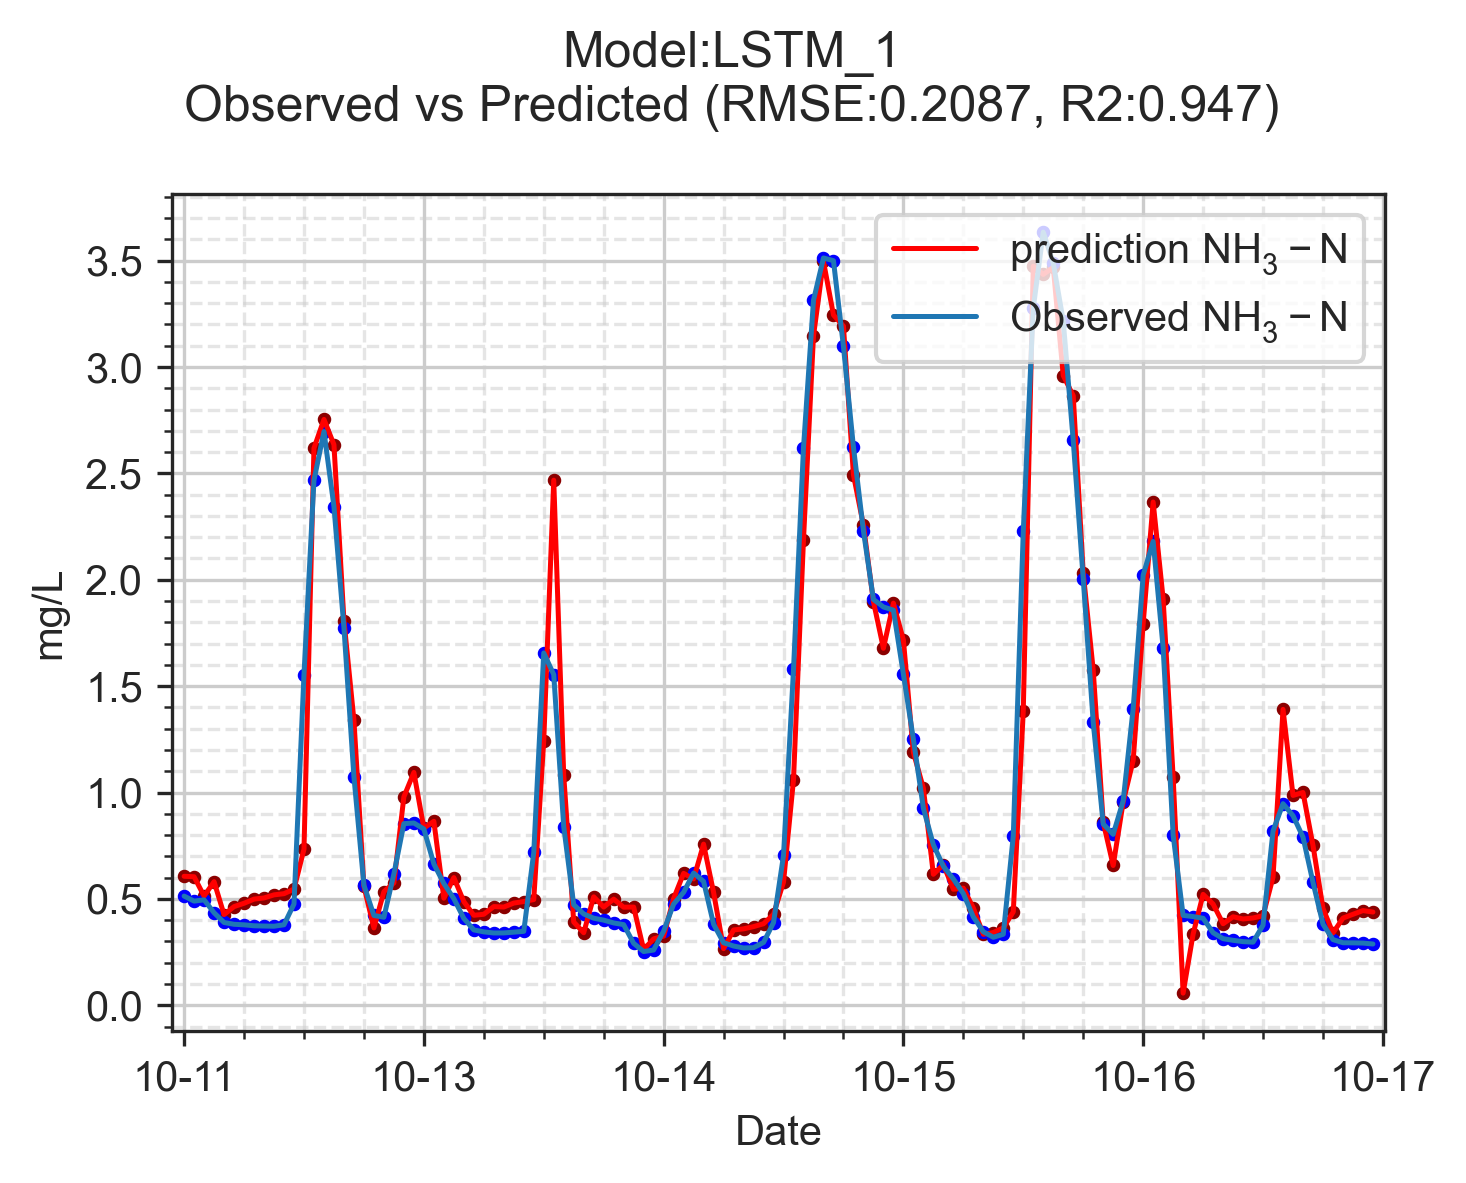 Model:LSTM_1
Observed vs Predicted (RMSE:0.2087, R2:0.947)
prediction NH₃ − N
Observed NH₃ − N
mg/L
3.5
3.0
2.5
2.0
1.5
1.0
0.5
0.0
10-11 10-13 10-14 10-15 10-16 10-17
Date